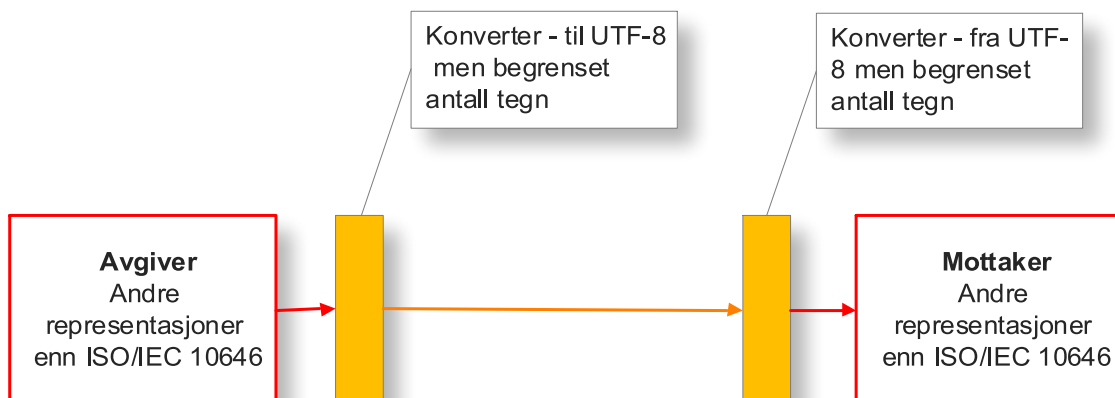 Konverter - til UTF-8
men begrenset
antall tegn
Konverter - fra UTF-
8 men begrenset
antall tegn
Avgiver
Andre
representasjoner
enn ISO/IEC 10646
Mottaker
Andre
representasjoner
enn ISO/IEC 10646